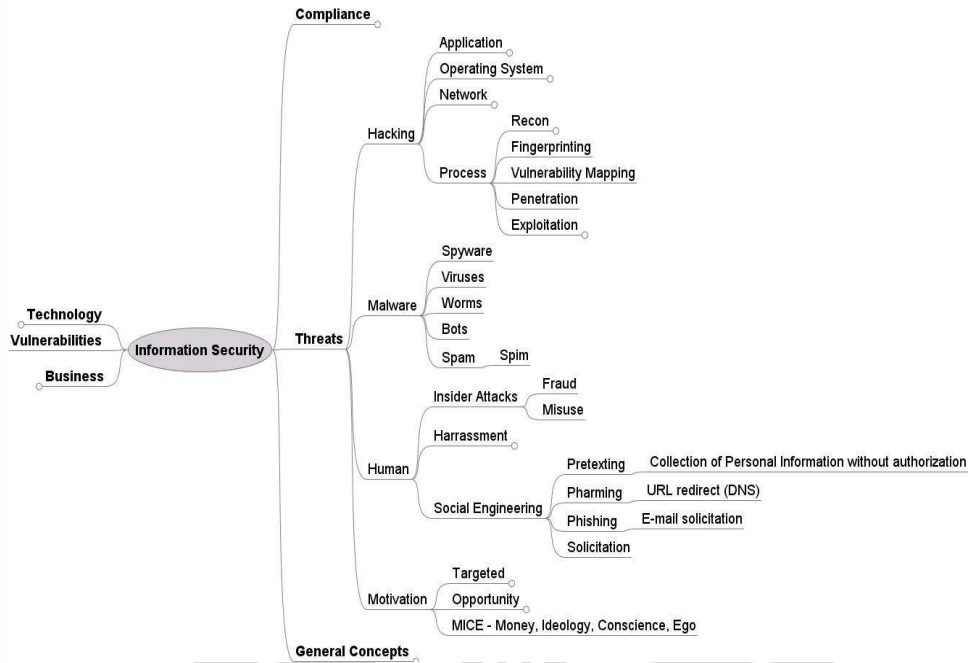 Compliance
Application
Operating System
Network
Hacking
Recon
Fingerprinting
Process
Vulnerability Mapping
Penetration
Exploitation
Spyware
Viruses
Malware
Worms
Bots
Spam
Spim
Technology
Vulnerabilities
Business
Information Security
Threats
Insider Attacks
Fraud
Misuse
Harrassment
Human
Social Engineering
Pretexting
Collection of Personal Information without authorization
Pharming
URL redirect (DNS)
Phishing
E-mail solicitation
Solicitation
Motivation
Targeted
Opportunity
MICE - Money, Ideology, Conscience, Ego
General Concepts